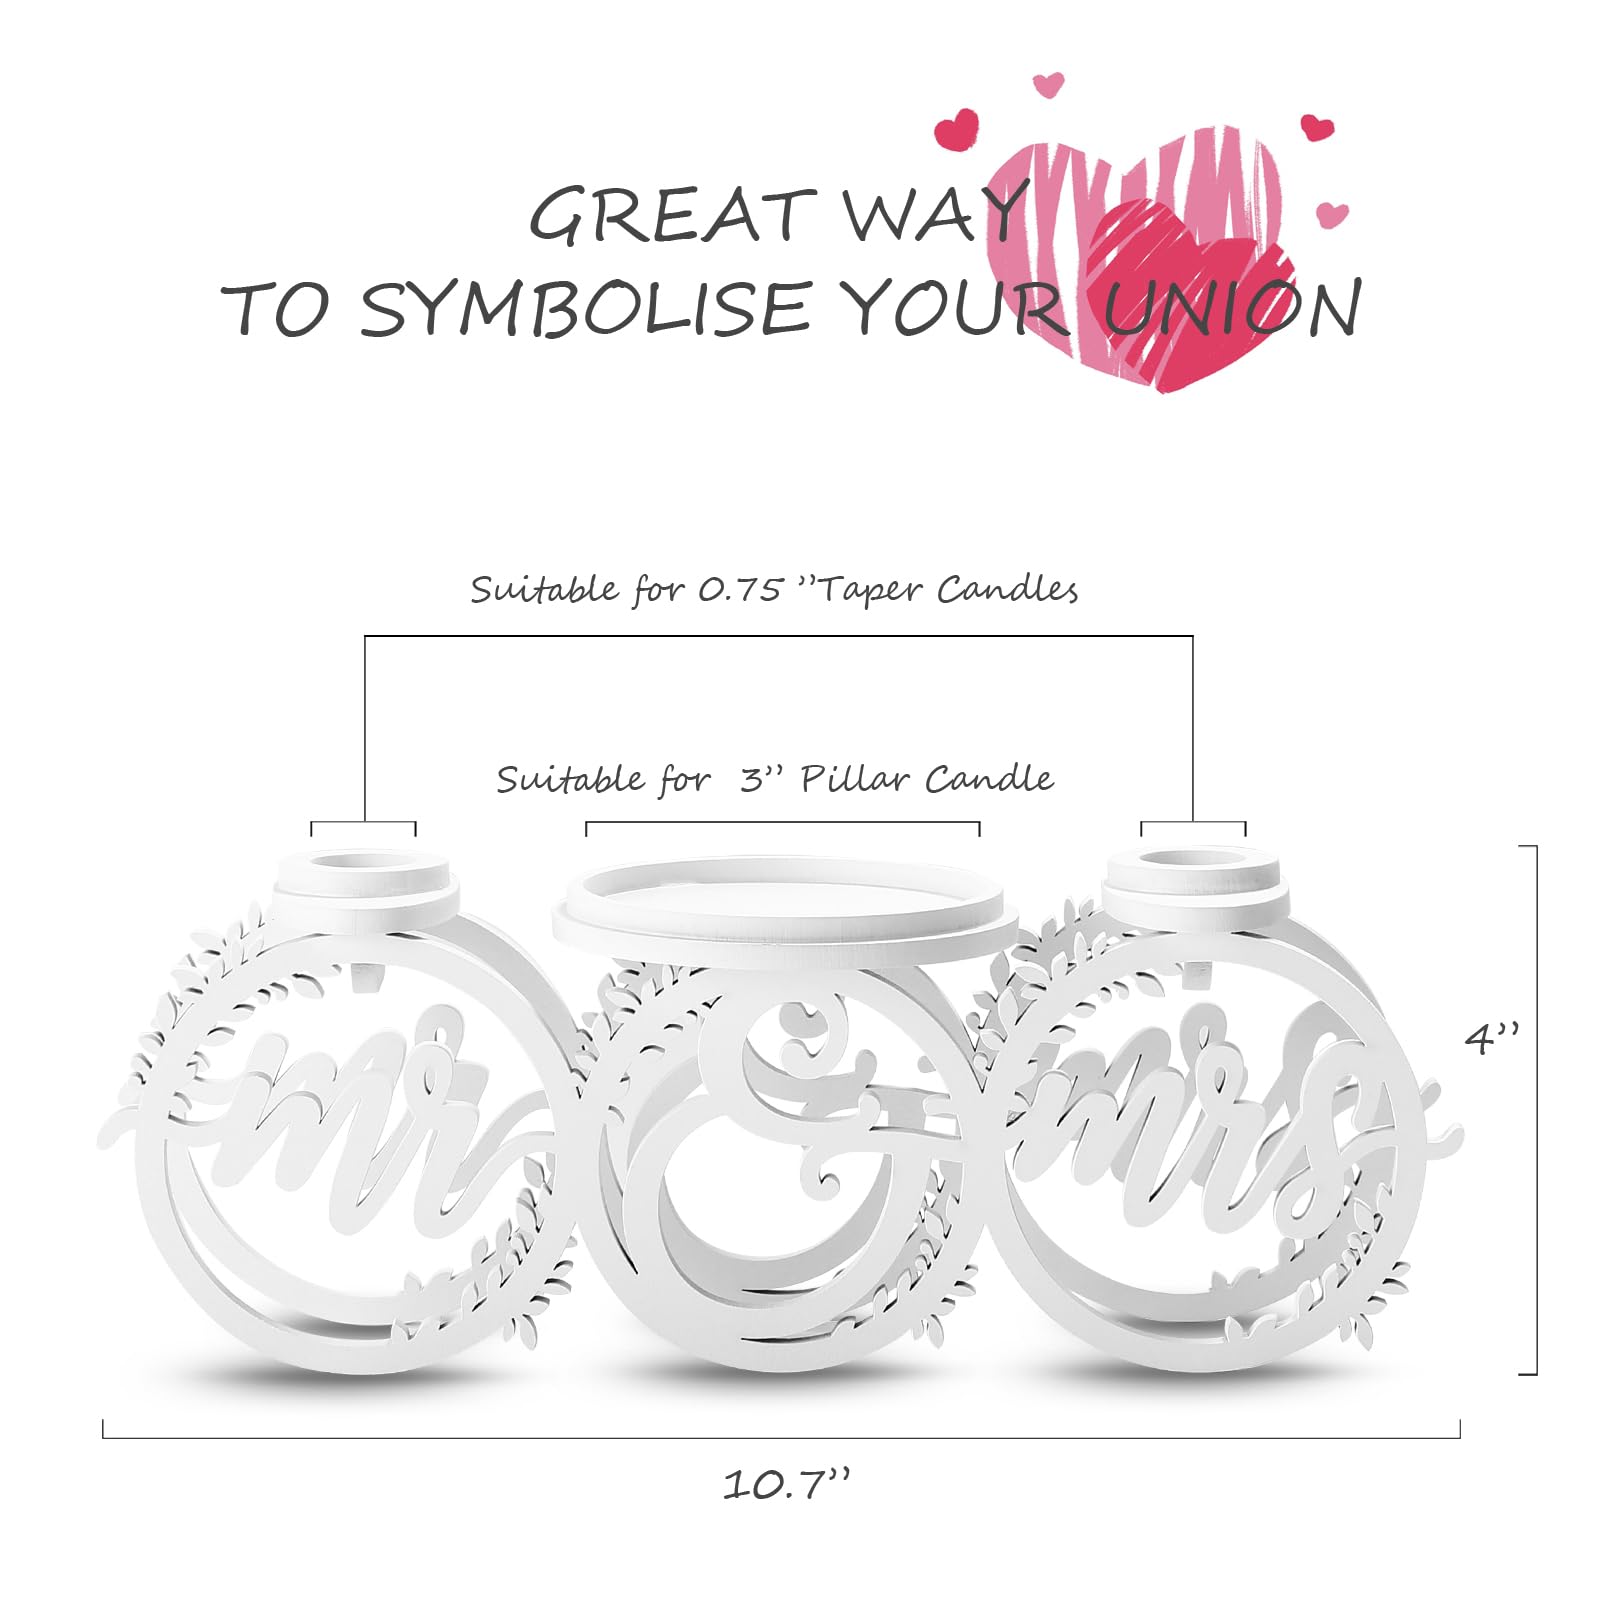 GREAT WAY
TO SYMBOLISE YOUR UNION
Suitable for 0.75 ”Taper Candles
Suitable for 3” Pillar Candle
mr & mrs
4”
10.7”